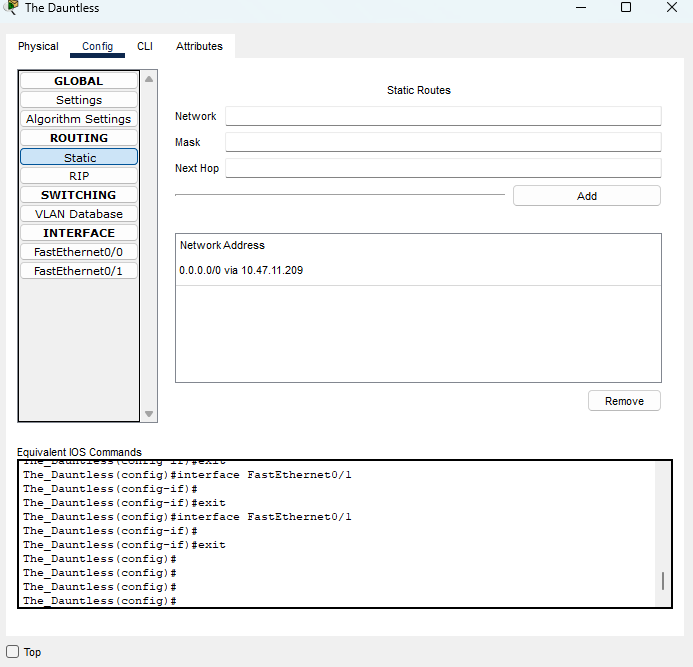 The Dauntless
Physical Config CLI Attributes
GLOBAL
Settings
Algorithm Settings
ROUTING
Static
RIP
SWITCHING
VLAN Database
INTERFACE
FastEthernet0/0
FastEthernet0/1
Static Routes
Network
Mask
Next Hop
Add
Network Address
0.0.0.0/0 via 10.47.11.209
Remove
Equivalent IOS Commands
The_Dauntless(config-if)#exit
The_Dauntless(config)#interface FastEthernet0/1
The_Dauntless(config-if)#
The_Dauntless(config-if)#exit
The_Dauntless(config)#interface FastEthernet0/1
The_Dauntless(config-if)#
The_Dauntless(config-if)#exit
The_Dauntless(config)#
The_Dauntless(config)#
The_Dauntless(config)#
The_Dauntless(config)#
Top